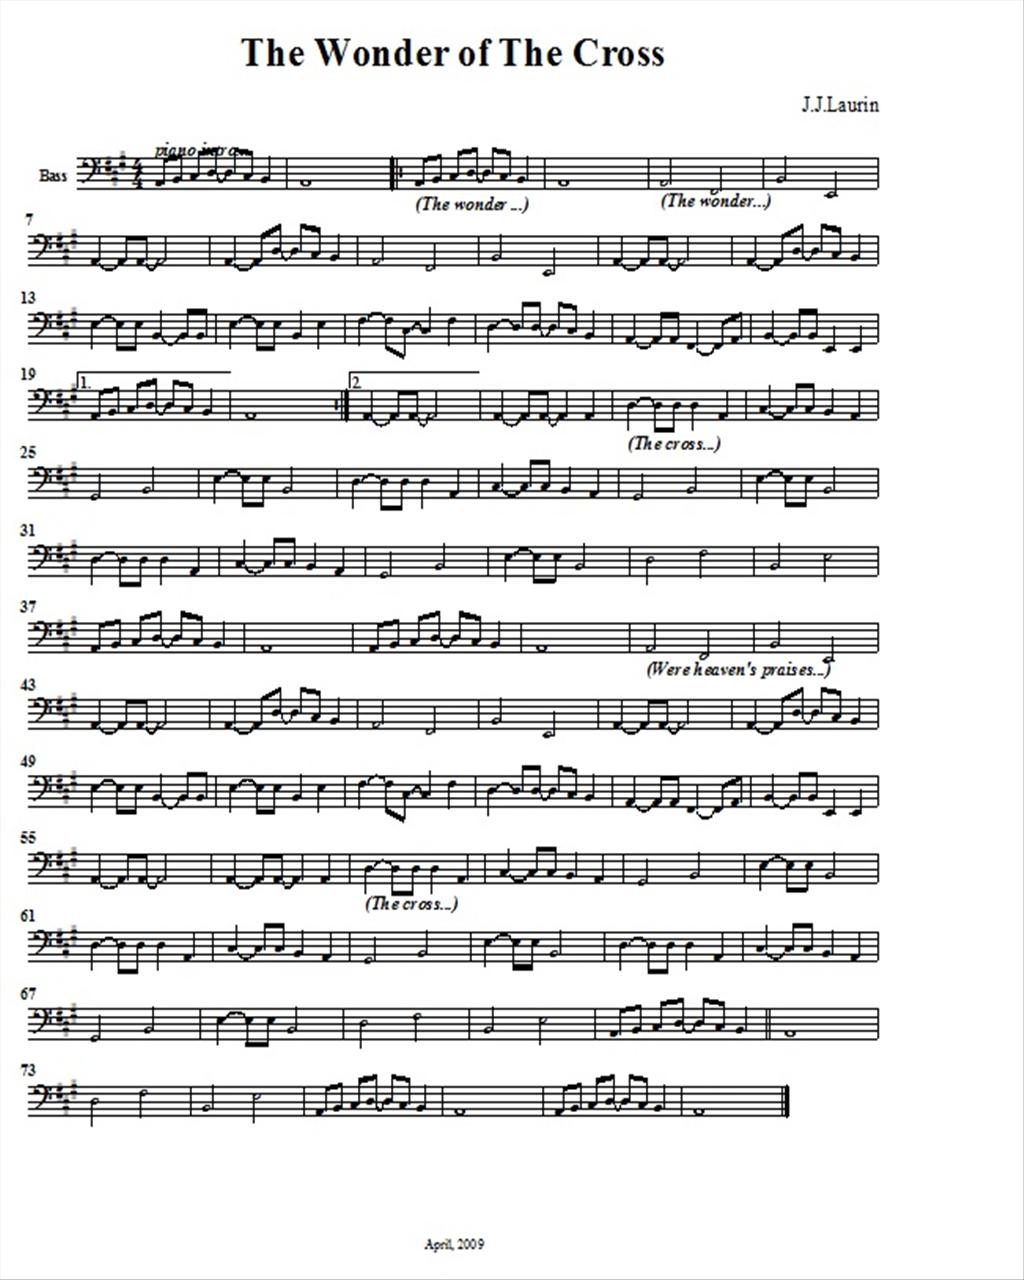 The Wonder of The Cross
J.J.Laurin
piano intro
Bass
(The wonder ...)
(The wonder...)
7
13
19
1.
2.
(The cross...)
25
31
37
(Were heaven's praises...)
43
49
55
(The cross...)
61
67
73
April, 2009